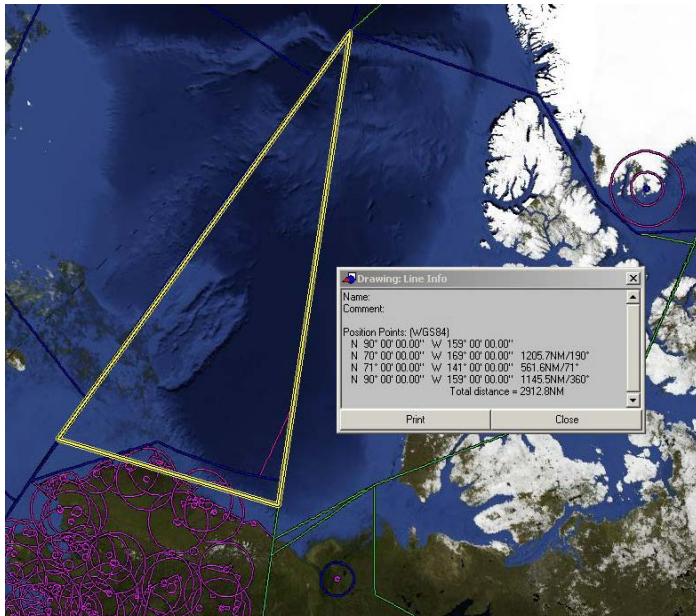 Drawing: Line Info
Name:
Comment:
Position Points: (WGS84)
N 90° 00' 00.00" W 159° 00' 00.00"
N 70° 00' 00.00" W 169° 00' 00.00" 1205.7NM/190°
N 71° 00' 00.00" W 141° 00' 00.00" 561.6NM/71°
N 90° 00' 00.00" W 159° 00' 00.00" 1145.5NM/360°
Total distance = 2912.8NM
Print Close